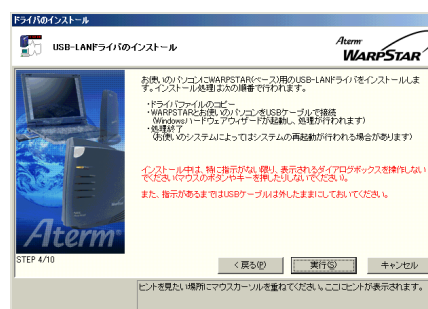 ドライバのインストール
USB-LANドライバのインストール
Aterm
WARPSTAR
お使いのパソコンにWARPSTAR(ベース)用のUSB-LANドライバをインストールしま
す。インストール処理は次の順番で行われます。
・ドライバファイルのコピー
・WARPSTARとお使いのパソコンをUSBケーブルで接続
(Windowsハードウェアウィザードが起動し、処理が行われます)
・処理終了
(お使いのシステムによってはシステムの再起動が行われる場合があります)
インストール中は、特に指示がない限り、表示されるダイアログボックスを操作しない
でください(マウスのボタンやキーを押したりしないでください)。
また、指示があるまではUSBケーブルは外したままにしておいてください。
Aterm
STEP 4/10
< 戻る(P)
実行(S)
キャンセル
ヒントを見たい場所にマウスカーソルを重ねてください。ここにヒントが表示されます。